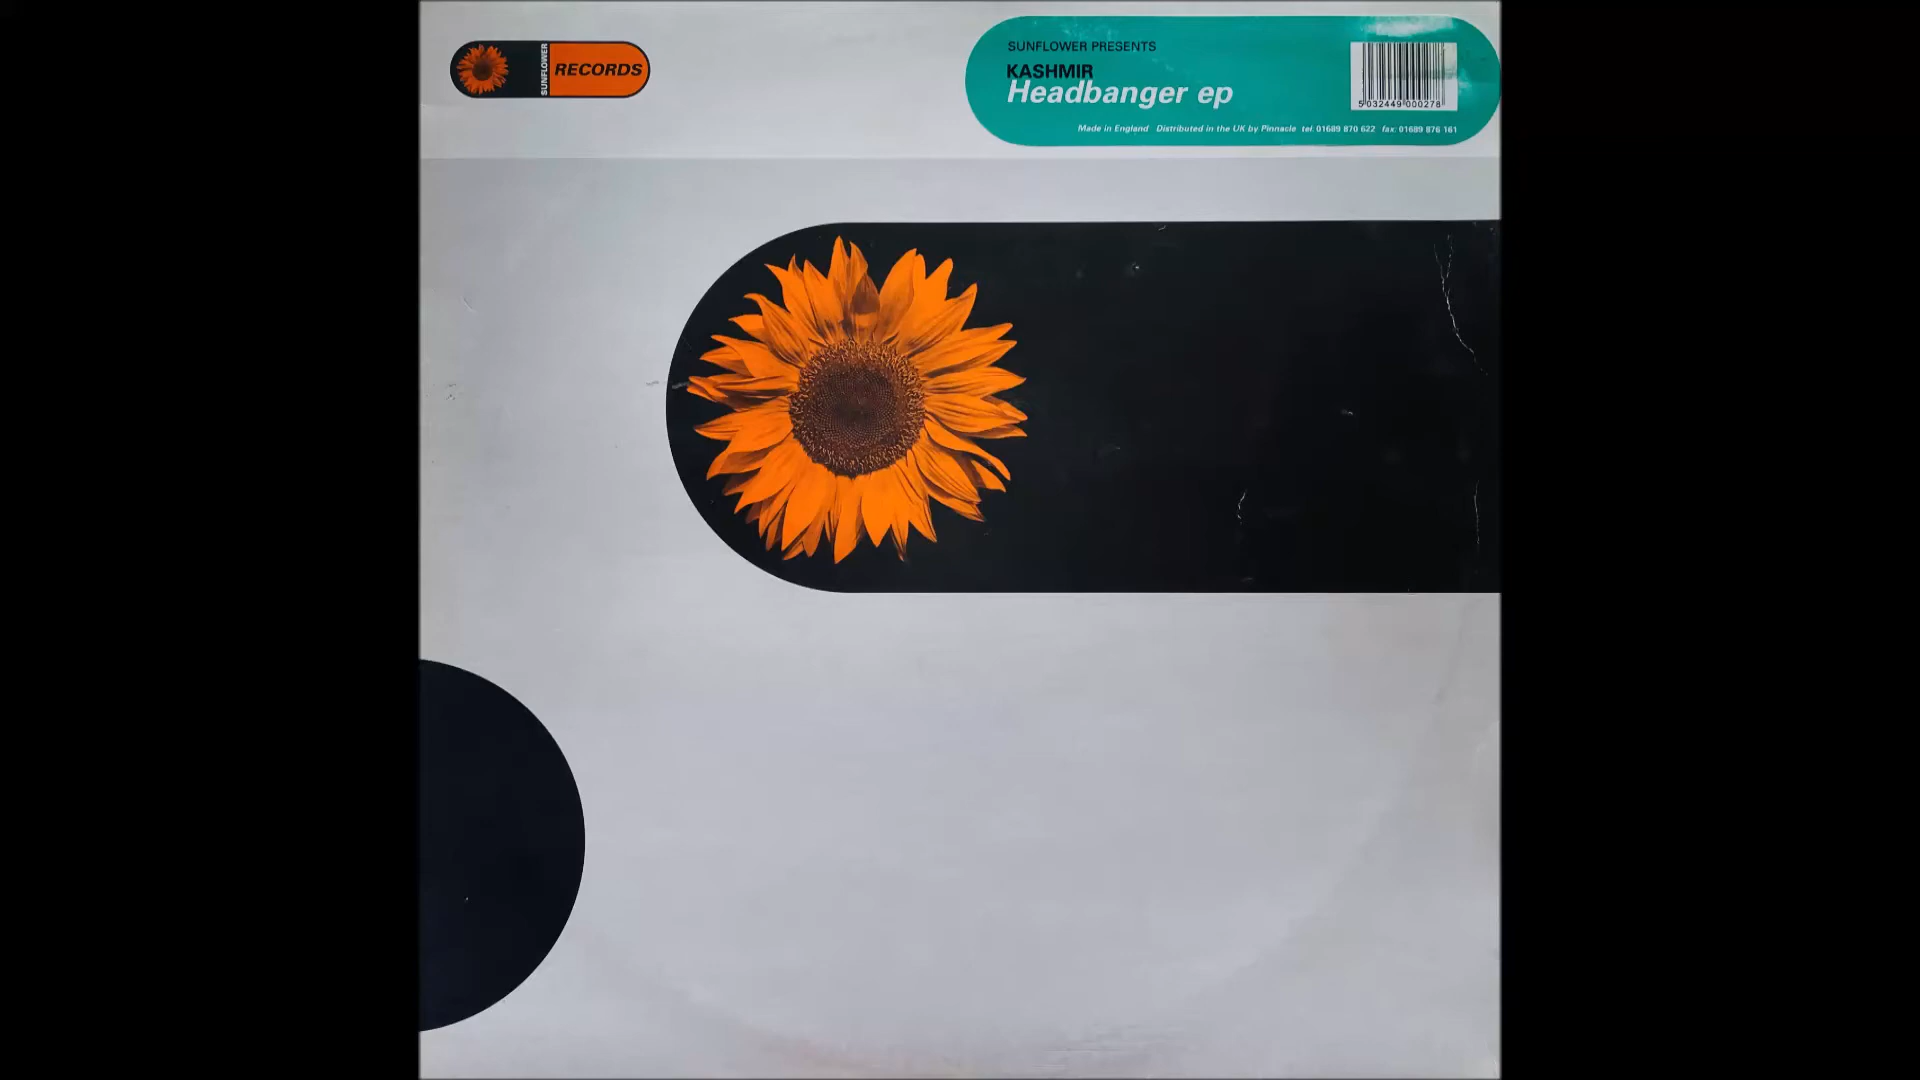 SUNFLOWER
RECORDS
SUNFLOWER PRESENTS
KASHMIR
Headbanger ep
5 032449 000278
Made in England Distributed in the UK by Pinnacle tel: 01689 870 622 fax: 01689 876 161